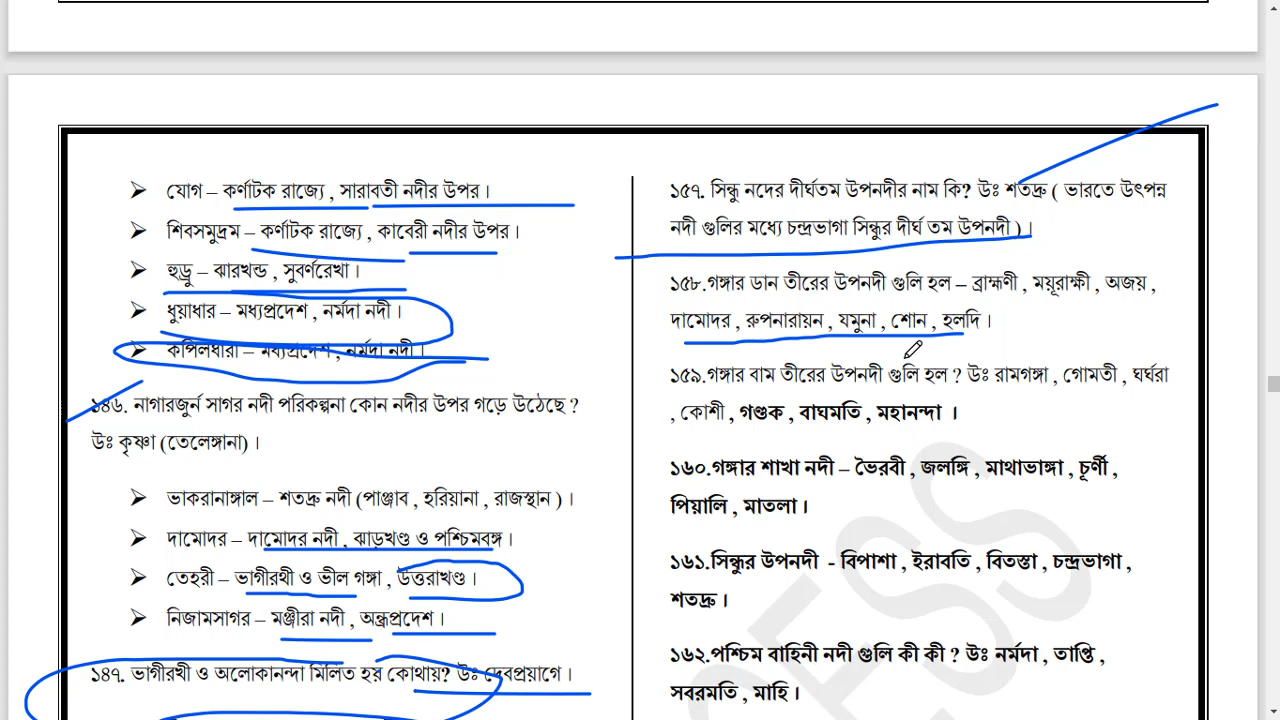 যোগ – কর্ণাটক রাজ্যে , সারাবতী নদীর উপর।
শিবসমুদ্রম – কর্ণাটক রাজ্যে , কাবেরী নদীর উপর।
হুড্রু – ঝারখন্ড , সুবর্ণরেখা।
ধুয়াধার – মধ্যপ্রদেশ , নর্মদা নদী।
কপিলধারা – মধ্যপ্রদেশ , নর্মদা নদী।
১৪৬. নাগারজুর্ন সাগর নদী পরিকল্পনা কোন নদীর উপর গড়ে উঠেছে ?
উঃ কৃষ্ণা (তেলেঙ্গানা)।
ভাকরানাঙ্গাল – শতদ্রু নদী (পাঞ্জাব , হরিয়ানা , রাজস্থান )।
দামোদর – দামোদর নদী , ঝাড়খণ্ড ও পশ্চিমবঙ্গ।
তেহরী – ভাগীরথী ও ভীল গঙ্গা , উত্তরাখণ্ড।
নিজামসাগর – মঞ্জীরা নদী , অন্ধ্রপ্রদেশ।
১৪৭. ভাগীরথী ও অলোকানন্দা মিলিত হয় কোথায়? উঃ দেবপ্রয়াগে।
১৫৭. সিন্ধু নদের দীর্ঘতম উপনদীর নাম কি? উঃ শতদ্রু ( ভারতে উৎপন্ন
নদী গুলির মধ্যে চন্দ্রভাগা সিন্ধুর দীর্ঘ তম উপনদী )।
১৫৮.গঙ্গার ডান তীরের উপনদী গুলি হল – ব্রাহ্মণী , ময়ূরাক্ষী , অজয় ,
দামোদর , রুপনারায়ন , যমুনা , শোন , হলদি।
১৫৯.গঙ্গার বাম তীরের উপনদী গুলি হল ? উঃ রামগঙ্গা , গোমতী , ঘর্ঘরা
, কোশী , গণ্ডক , বাঘমতি , মহানন্দা ।
১৬০.গঙ্গার শাখা নদী – ভৈরবী , জলঙ্গি , মাথাভাঙ্গা , চূর্ণী ,
পিয়ালি , মাতলা।
১৬১.সিন্ধুর উপনদী - বিপাশা , ইরাবতি , বিতস্তা , চন্দ্রভাগা ,
শতদ্রু।
১৬২.পশ্চিম বাহিনী নদী গুলি কী কী ? উঃ নর্মদা , তাপ্তি ,
সবরমতি , মাহি।